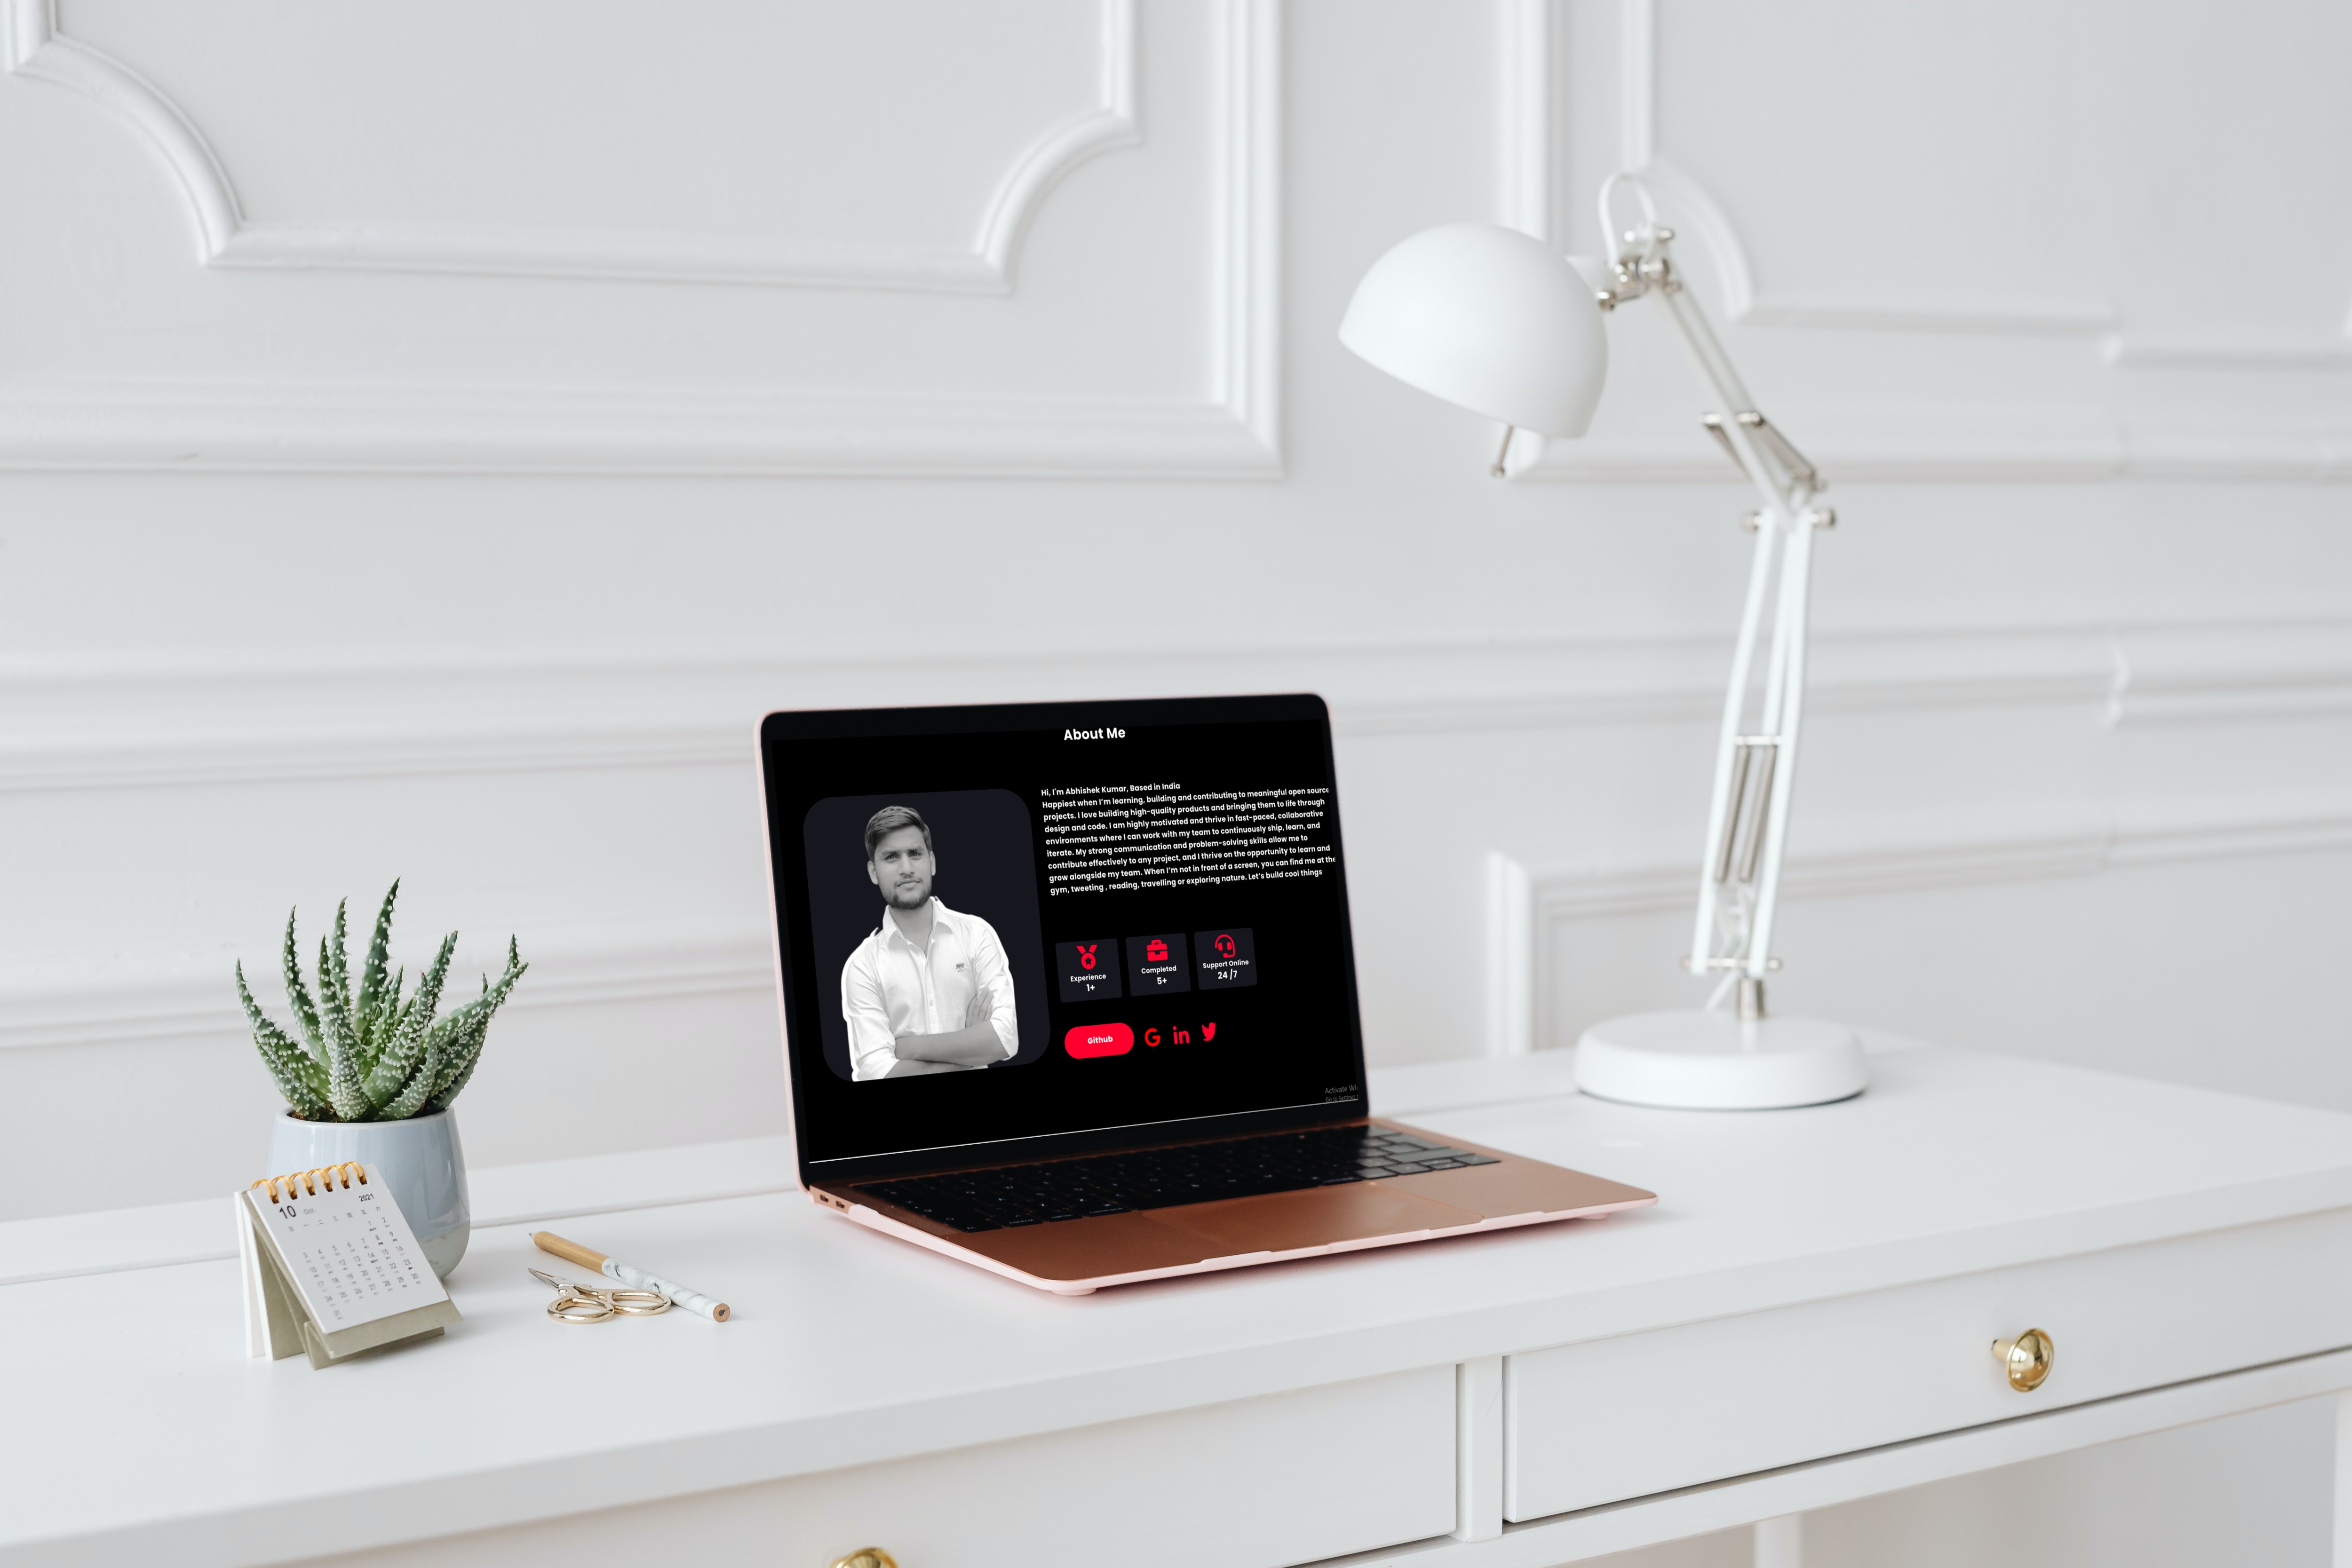 About Me
Hi, I'm Abhishek Kumar, Based in India
Happiest when I'm learning, building and contributing to meaningful open source
projects. I love building high-quality products and bringing them to life through
design and code. I am highly motivated and thrive in fast-paced, collaborative
environments where I can work with my team to continuously ship, learn, and
iterate. My strong communication and problem-solving skills allow me to
contribute effectively to any project, and I thrive on the opportunity to learn and
grow alongside my team. When I'm not in front of a screen, you can find me at the
gym, tweeting , reading, travelling or exploring nature. Let's build cool things
Experience
1+
Completed
5+
Support Online
24 /7
Github
G in
Activate Wi
Go to Settings
2021
10 Oct.